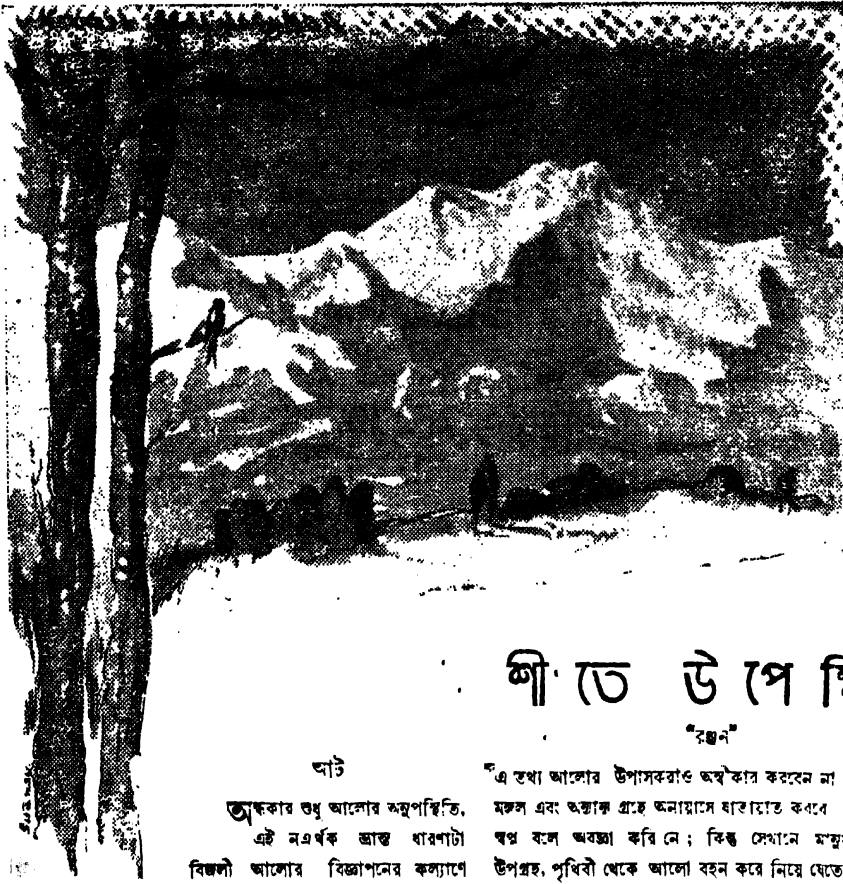 শীতে উপে
"রঞ্জন"
আট
অন্ধকার শুধু আলোর অনুপস্থিতি,
এই নঞর্থক ভ্রান্ত ধারণাটা
বিজলী আলোর বিজ্ঞাপনের কল্যাণে
এ তথ্য আলোর উপাসকরাও অস্বীকার করবেন না
মঙ্গল এবং অন্যান্য গ্রহে অনায়াসে যাতায়াত করবে
স্বপ্ন বলে অবজ্ঞা করি নে ; কিন্তু সেখানে
উপগ্রহ, পৃথিবী থেকে আলো বহন করে নিয়ে যেতে